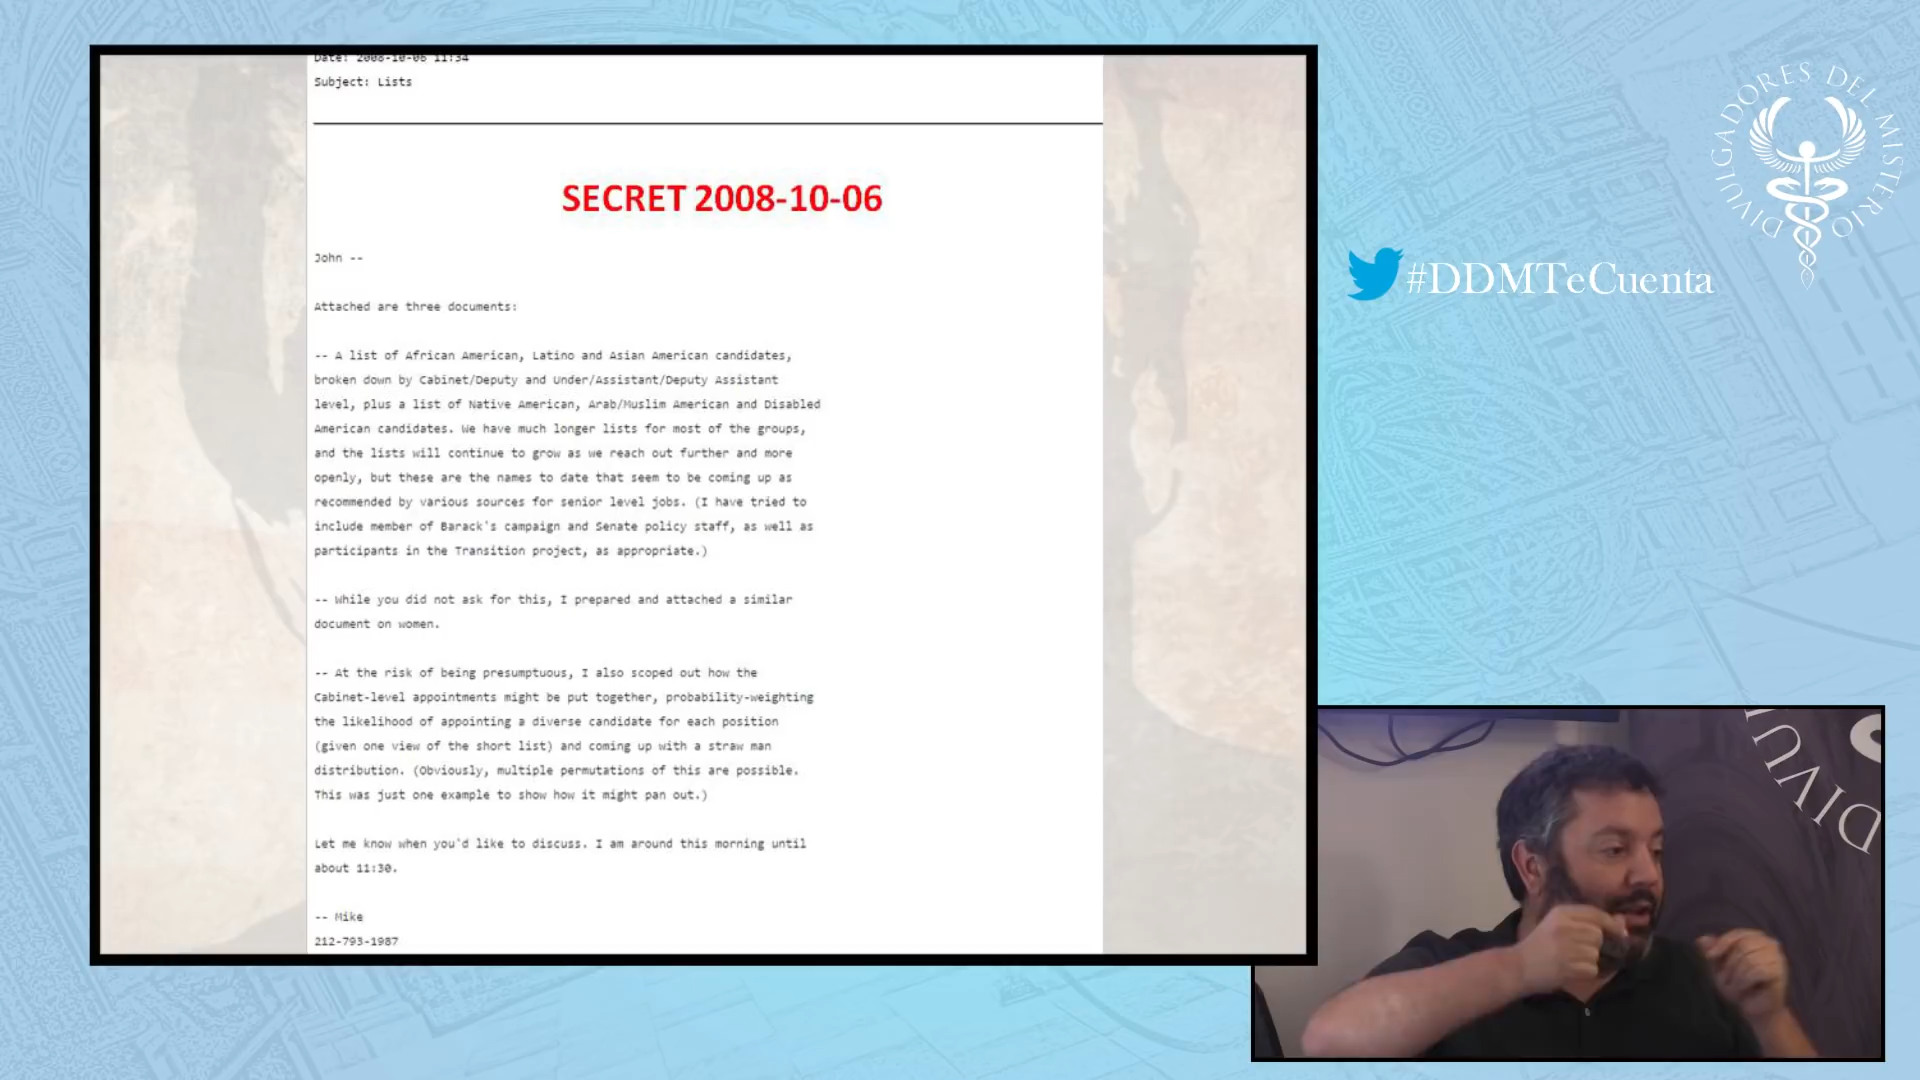 Date: 2008-10-06 11:34
Subject: Lists
SECRET 2008-10-06
John --
Attached are three documents:
-- A list of African American, Latino and Asian American candidates,
broken down by Cabinet/Deputy and Under/Assistant/Deputy Assistant
level, plus a list of Native American, Arab/Muslim American and Disabled
American candidates. We have much longer lists for most of the groups,
and the lists will continue to grow as we reach out further and more
openly, but these are the names to date that seem to be coming up as
recommended by various sources for senior level jobs. (I have tried to
include member of Barack's campaign and Senate policy staff, as well as
participants in the Transition project, as appropriate.)
-- While you did not ask for this, I prepared and attached a similar
document on women.
-- At the risk of being presumptuous, I also scoped out how the
Cabinet-level appointments might be put together, probability-weighting
the likelihood of appointing a diverse candidate for each position
(given one view of the short list) and coming up with a straw man
distribution. (Obviously, multiple permutations of this are possible.
This was just one example to show how it might pan out.)
Let me know when you'd like to discuss. I am around this morning until
about 11:30.
-- Mike
212-793-1987
DIVULGADORES DEL MISTERIO
#DDMTeCuenta
DIVU